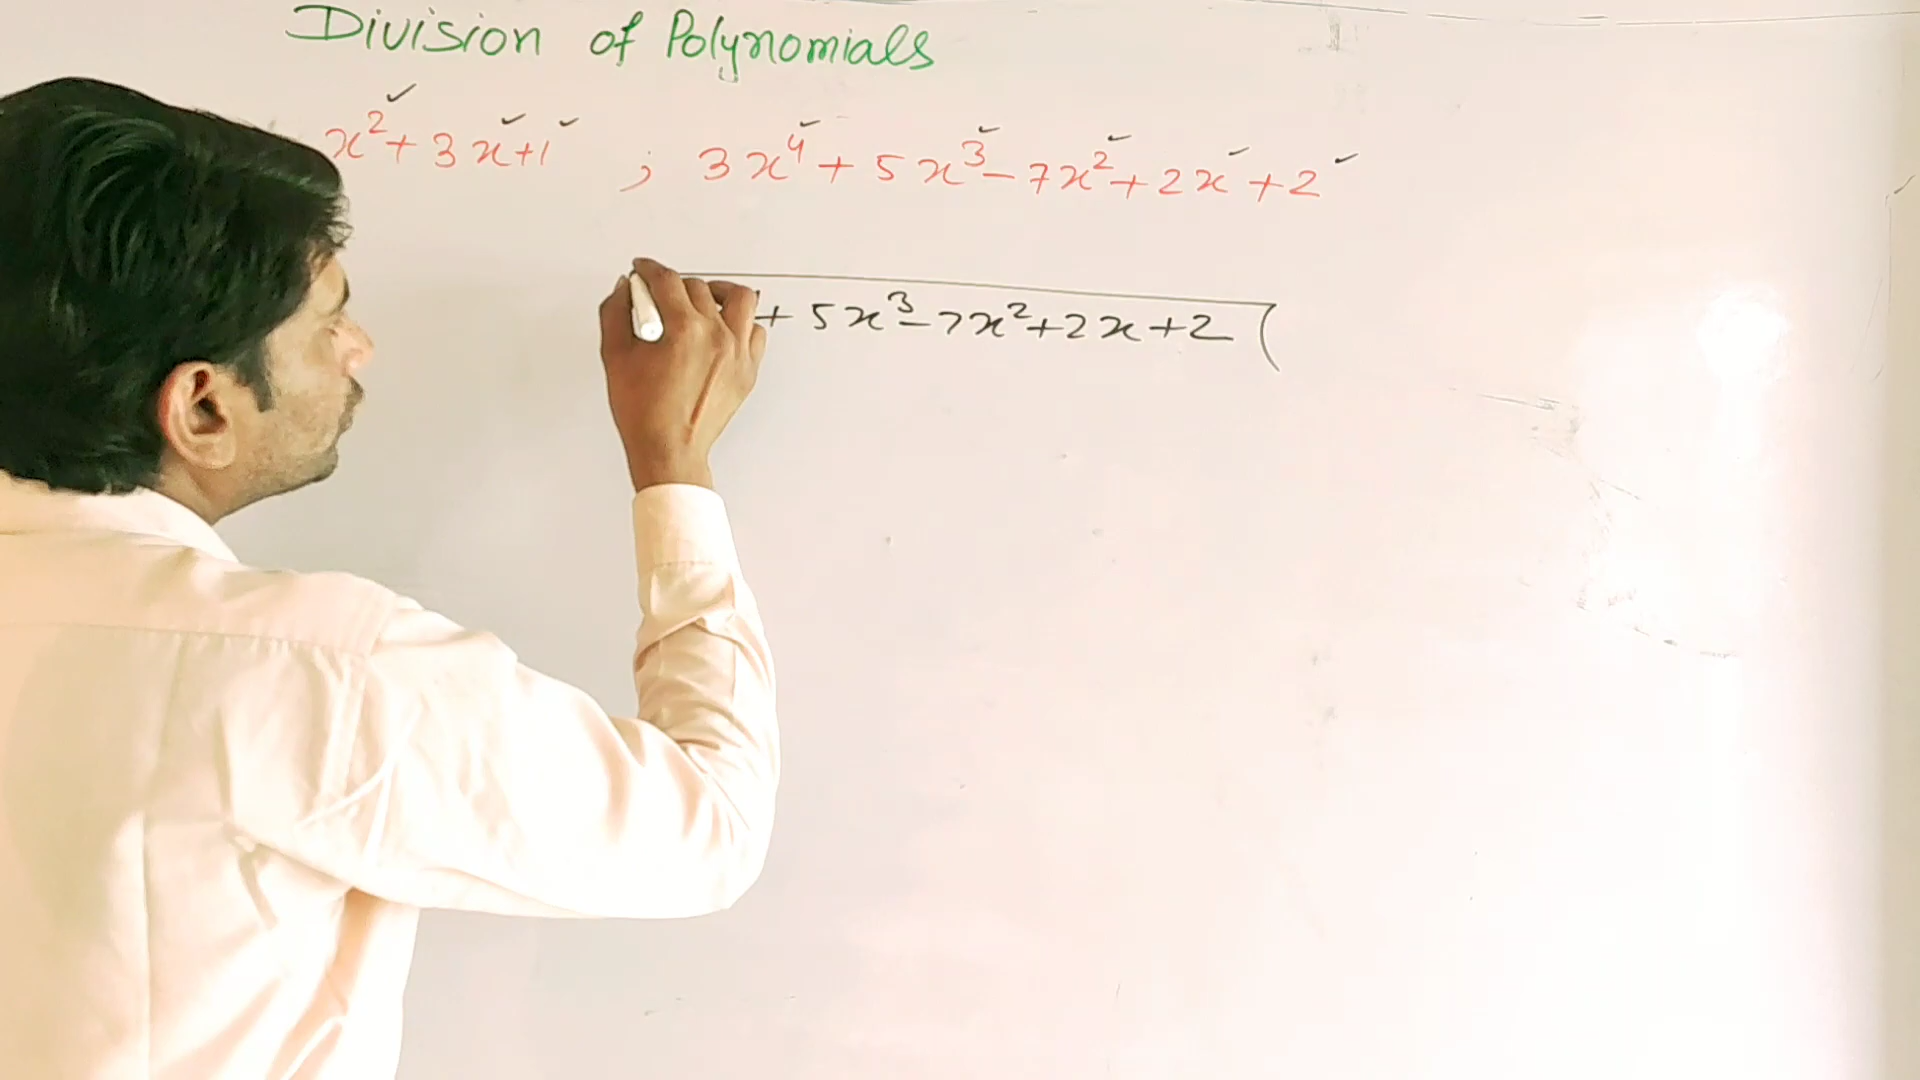 Division of Polynomials
x²+3x+1 ; 3x⁴+5x³-7x²+2x+2
+5x³-7x²+2x+2 (